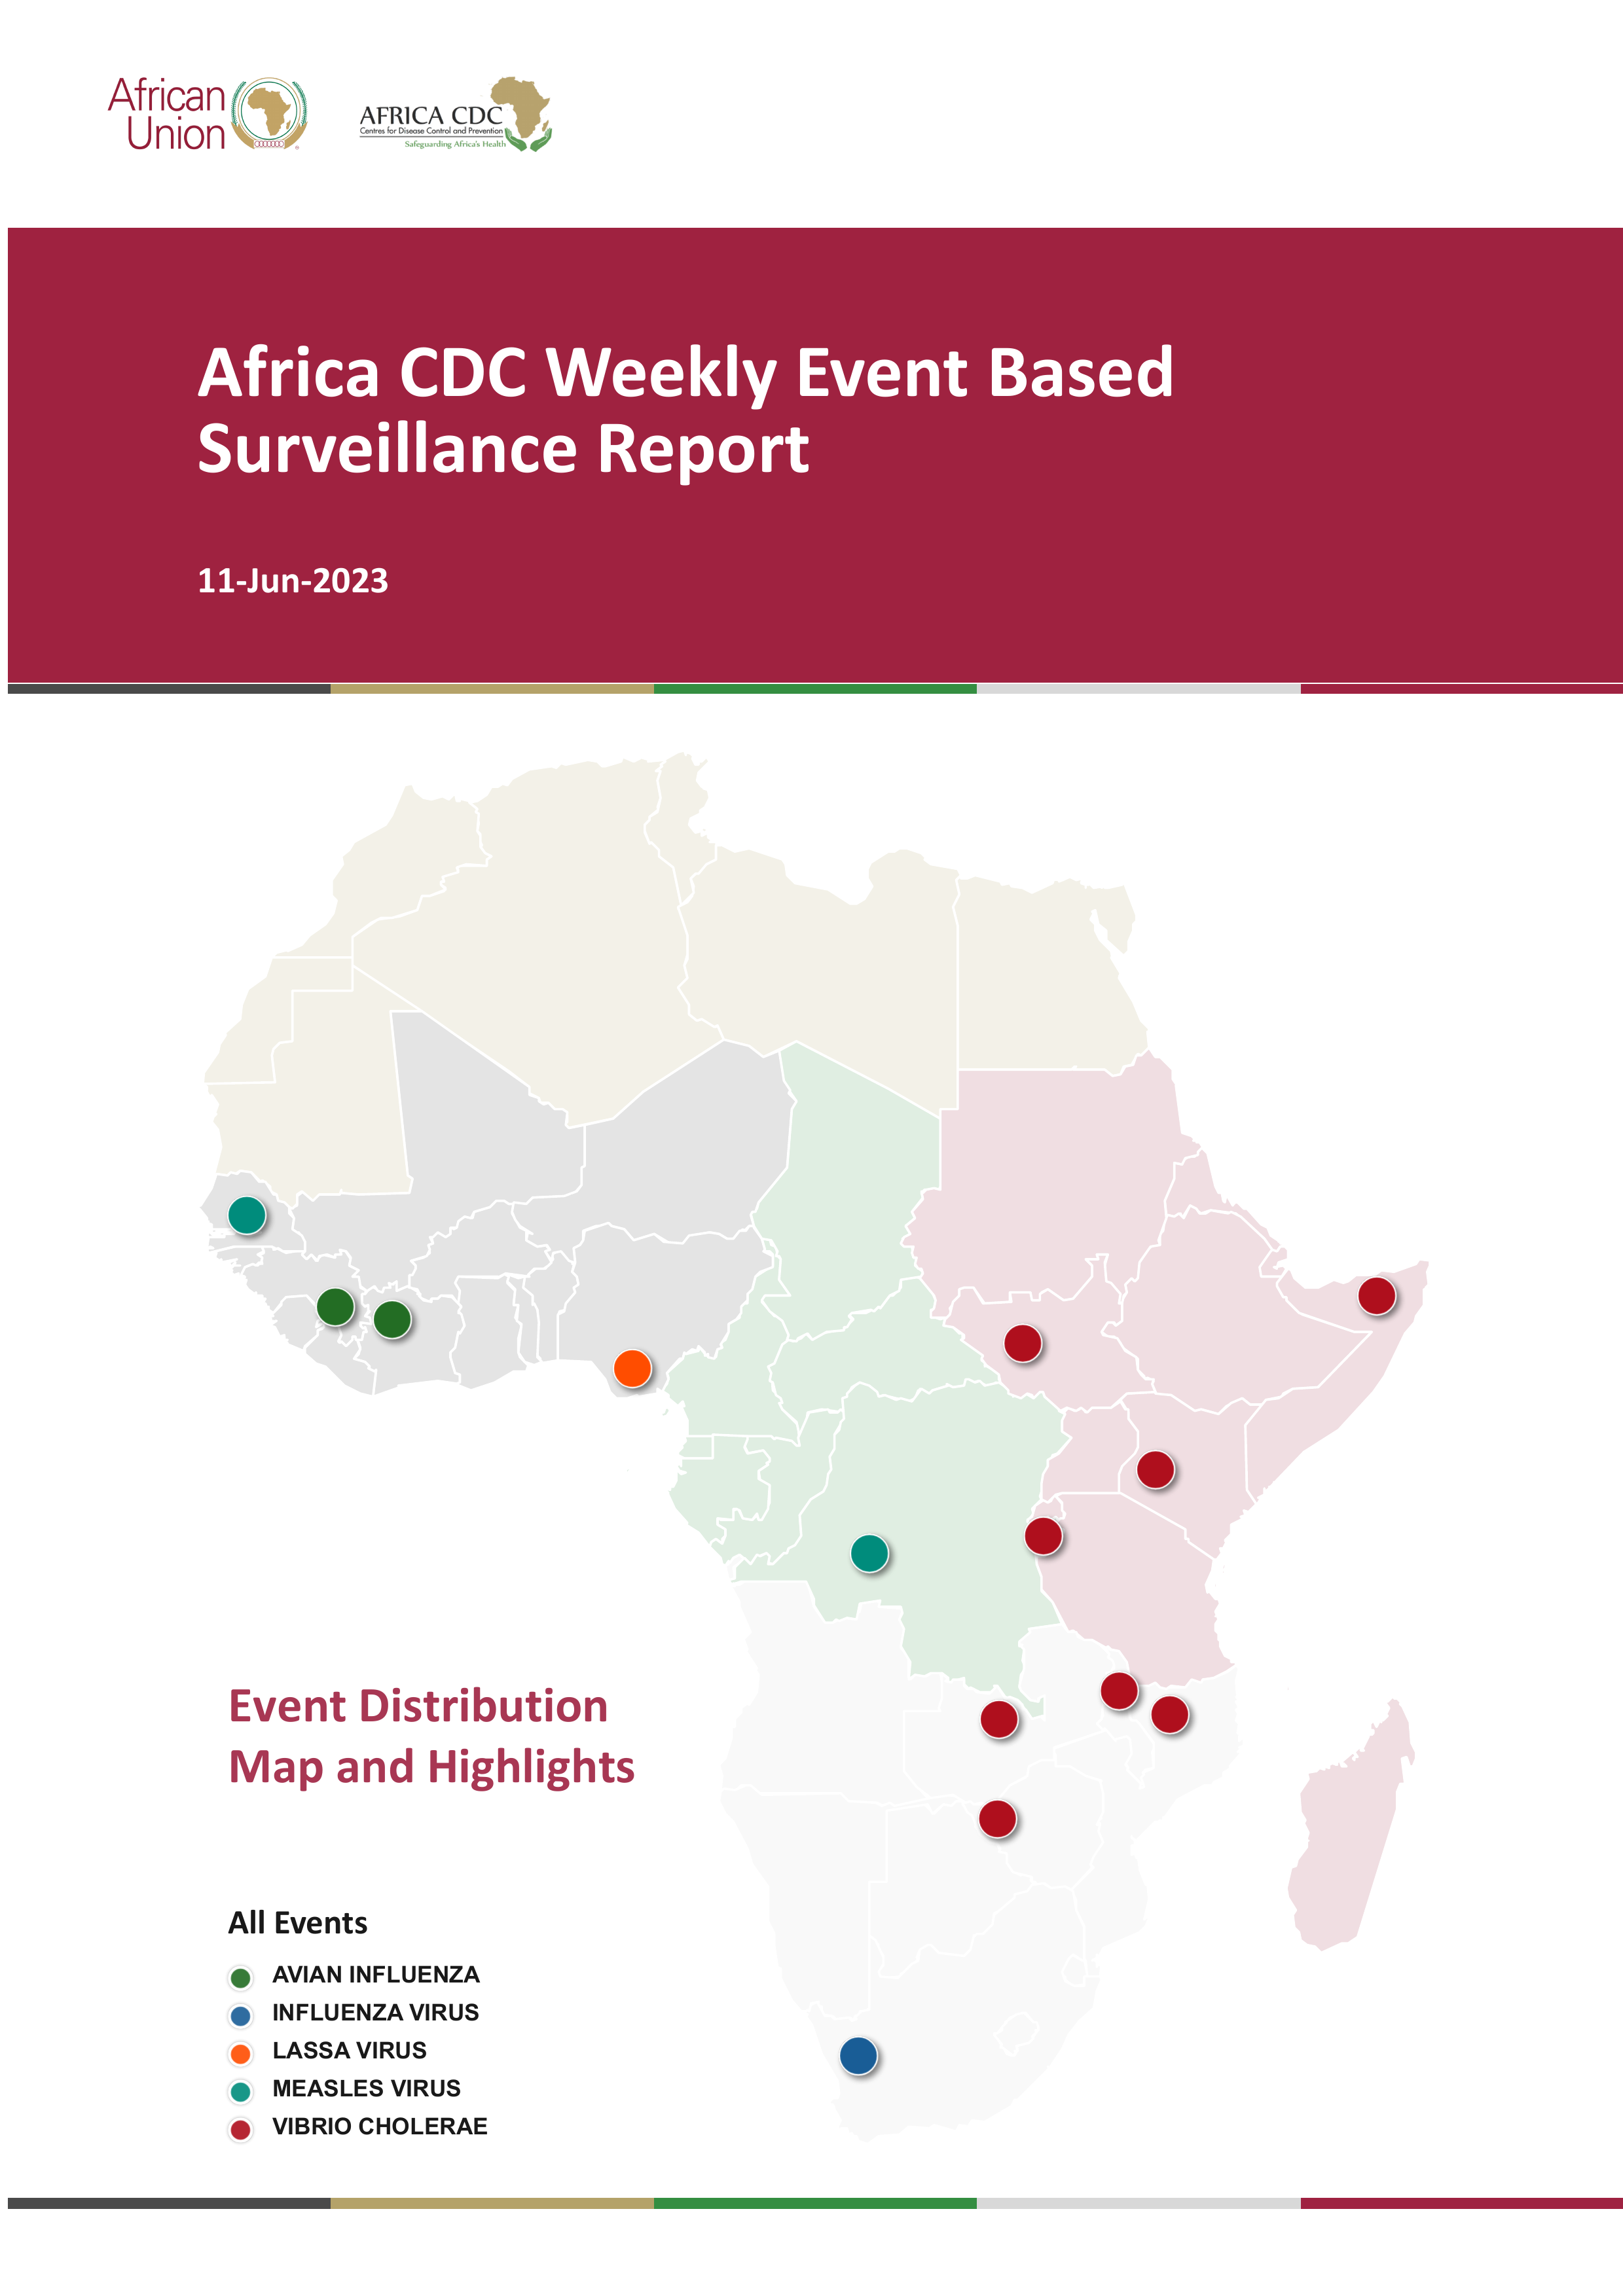 African
Union
AFRICA CDC
Centres for Disease Control and Prevention
Safeguarding Africa's Health
Africa CDC Weekly Event Based
Surveillance Report
11-Jun-2023
Event Distribution
Map and Highlights
All Events
AVIAN INFLUENZA
INFLUENZA VIRUS
LASSA VIRUS
MEASLES VIRUS
VIBRIO CHOLERAE